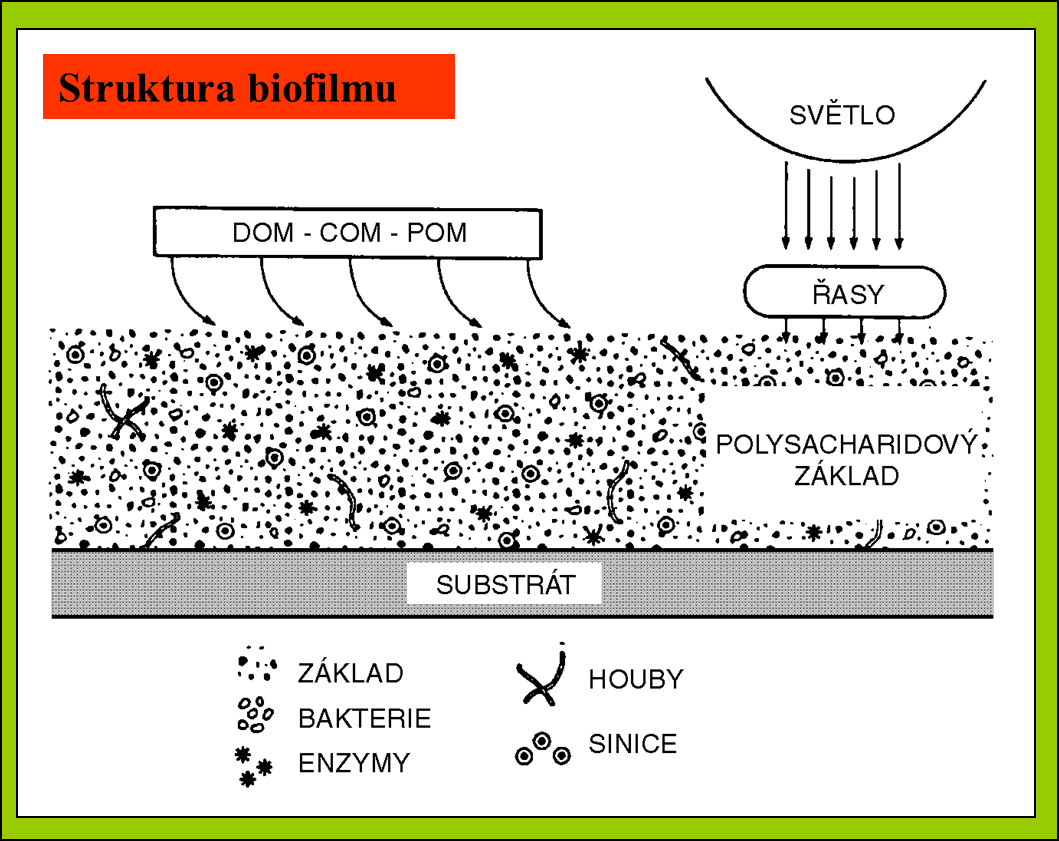 Struktura biofilmu
SVĚTLO
DOM - COM - POM
ŘASY
POLYSACHARIDOVÝ
ZÁKLAD
SUBSTRÁT
ZÁKLAD
BAKTERIE
ENZYMY
HOUBY
SINICE